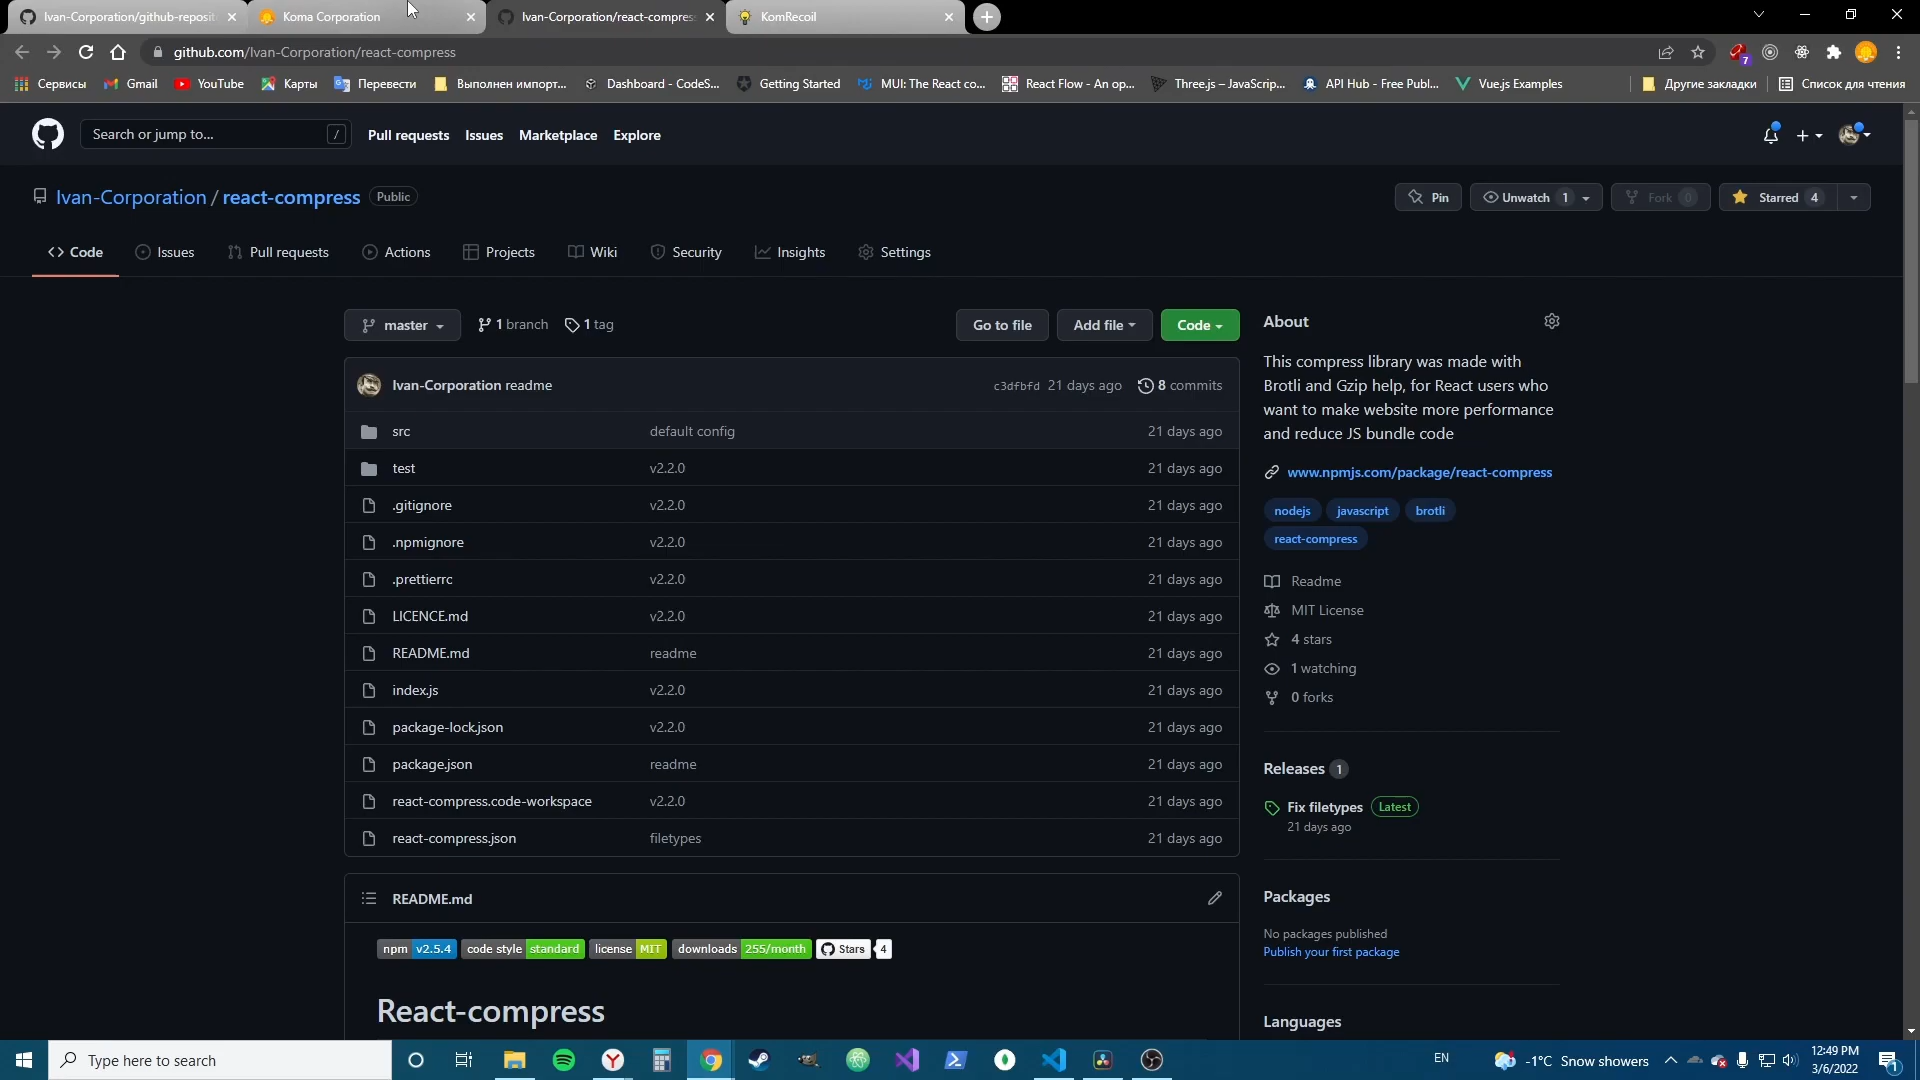 Ivan-Corporation/github-reposit
Koma Corporation
Ivan-Corporation/react-compres
KomRecoil
github.com/Ivan-Corporation/react-compress
7
Сервисы
Gmail
YouTube
Карты
Перевести
Выполнен импорт...
Dashboard - CodeS...
Getting Started
MUI: The React co...
React Flow - An op...
Three.js – JavaScrip...
API Hub - Free Publ...
Vue.js Examples
Другие закладки
Список для чтения
Search or jump to...
/
Pull requests
Issues
Marketplace
Explore
Ivan-Corporation / react-compress
Public
Pin
Unwatch 1
Fork 0
Starred 4
Code
Issues
Pull requests
Actions
Projects
Wiki
Security
Insights
Settings
master
1 branch
1 tag
Go to file
Add file
Code
Ivan-Corporation readme
c3dfbfd 21 days ago
8 commits
src default config 21 days ago
test v2.2.0 21 days ago
.gitignore v2.2.0 21 days ago
.npmignore v2.2.0 21 days ago
.prettierrc v2.2.0 21 days ago
LICENCE.md v2.2.0 21 days ago
README.md readme 21 days ago
index.js v2.2.0 21 days ago
package-lock.json v2.2.0 21 days ago
package.json readme 21 days ago
react-compress.code-workspace v2.2.0 21 days ago
react-compress.json filetypes 21 days ago
README.md
npm v2.5.4
code style standard
license MIT
downloads 255/month
Stars 4
React-compress
About
This compress library was made with
Brotli and Gzip help, for React users who
want to make website more performance
and reduce JS bundle code
www.npmjs.com/package/react-compress
nodejs javascript brotli
react-compress
Readme
MIT License
4 stars
1 watching
0 forks
Releases 1
Fix filetypes Latest
21 days ago
Packages
No packages published
Publish your first package
Languages
Type here to search
EN
-1°C Snow showers
12:49 PM
3/6/2022
1